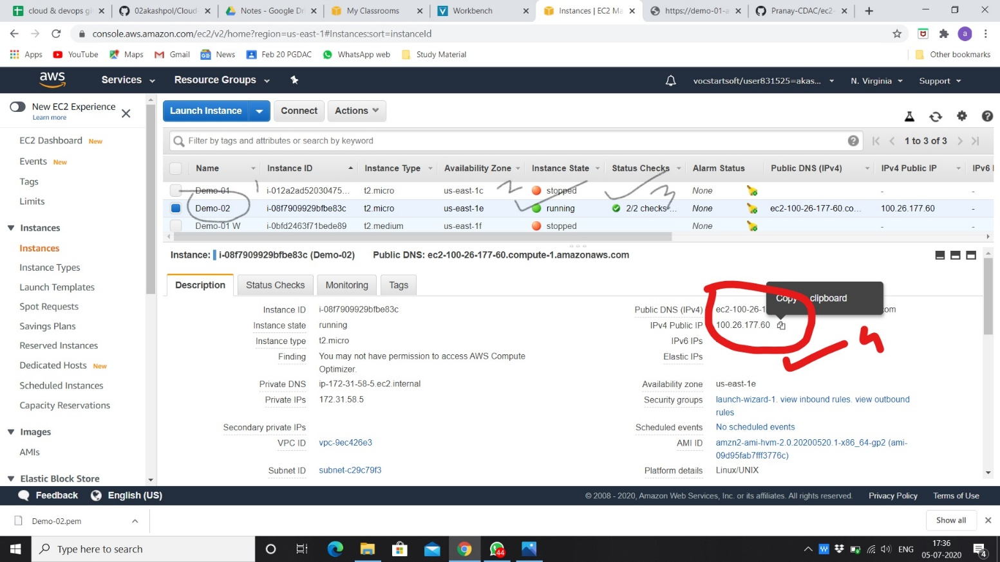 cloud & devops gi
02akashpol/Cloud-
Notes - Google Dr
My Classrooms
Workbench
Instances | EC2 Ma
https://demo-01-a
Pranay-CDAC/ec2-
console.aws.amazon.com/ec2/v2/home?region=us-east-1#Instances:sort=instanceId
a
Apps YouTube Maps Gmail News Feb 20 PGDAC WhatsApp web Study Material Other bookmarks
aws Services Resource Groups vocstartsoft/user831525=akas... N. Virginia Support
New EC2 Experience
Learn more
Launch Instance Connect Actions
EC2 Dashboard New
Events New
Tags
Limits
Instances
Instances
Instance Types
Launch Templates
Spot Requests
Savings Plans
Reserved Instances
Dedicated Hosts New
Scheduled Instances
Capacity Reservations
Images
AMIs
Elastic Block Store
Filter by tags and attributes or search by keyword 1 to 3 of 3
Name Instance ID Instance Type Availability Zone Instance State Status Checks Alarm Status Public DNS (IPv4) IPv4 Public IP IPv6 I
Demo-01 1 i-012a2ad52030475... t2.micro us-east-1c 2 stopped 3 None - -
Demo-02 i-08f7909929bfbe83c t2.micro us-east-1e running 2/2 checks ... None ec2-100-26-177-60.co... 100.26.177.60 -
Demo-01 W i-0bfd2463f71bede89 t2.medium us-east-1f stopped None - -
Instance: i-08f7909929bfbe83c (Demo-02) Public DNS: ec2-100-26-177-60.compute-1.amazonaws.com
Description Status Checks Monitoring Tags
Copy clipboard
Instance ID i-08f7909929bfbe83c
Instance state running
Instance type t2.micro
Finding You may not have permission to access AWS Compute
Optimizer.
Private DNS ip-172-31-58-5.ec2.internal
Private IPs 172.31.58.5
Secondary private IPs
VPC ID vpc-9ec426e3
Subnet ID subnet-c29c79f3
Public DNS (IPv4) ec2-100-26-1 om
IPv4 Public IP 100.26.177.60
IPv6 IPs -
Elastic IPs
4
Availability zone us-east-1e
Security groups launch-wizard-1. view inbound rules. view outbound
rules
Scheduled events No scheduled events
AMI ID amzn2-ami-hvm-2.0.20200520.1-x86_64-gp2 (ami-
09d95fab7fff3776c)
Platform details Linux/UNIX
Feedback English (US) © 2008 - 2020, Amazon Web Services, Inc. or its affiliates. All rights reserved. Privacy Policy Terms of Use
Demo-02.pem Show all
Type here to search
44
ENG
17:36
05-07-2020
4